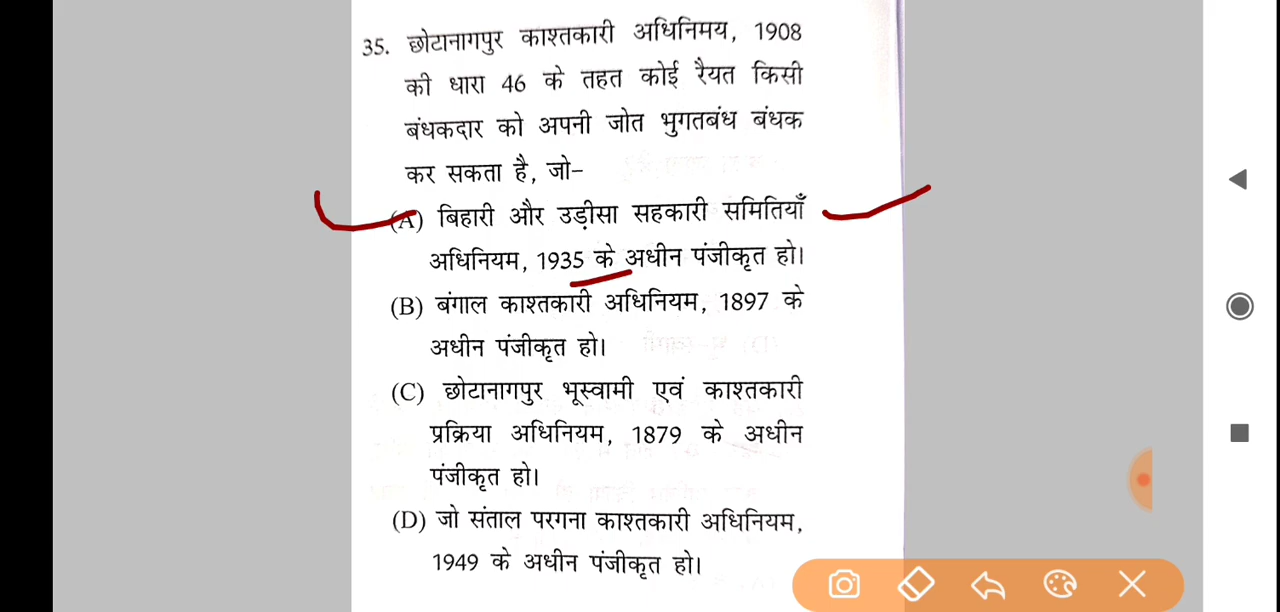 35. छोटानागपुर काश्तकारी अधिनिमय, 1908
की धारा 46 के तहत कोई रैयत किसी
बंधकदार को अपनी जोत भुगतबंध बंधक
कर सकता है, जो–
(A) बिहारी और उड़ीसा सहकारी समितियाँ
अधिनियम, 1935 के अधीन पंजीकृत हो।
(B) बंगाल काश्तकारी अधिनियम, 1897 के
अधीन पंजीकृत हो।
(C) छोटानागपुर भूस्वामी एवं काश्तकारी
प्रक्रिया अधिनियम, 1879 के अधीन
पंजीकृत हो।
(D) जो संताल परगना काश्तकारी अधिनियम,
1949 के अधीन पंजीकृत हो।